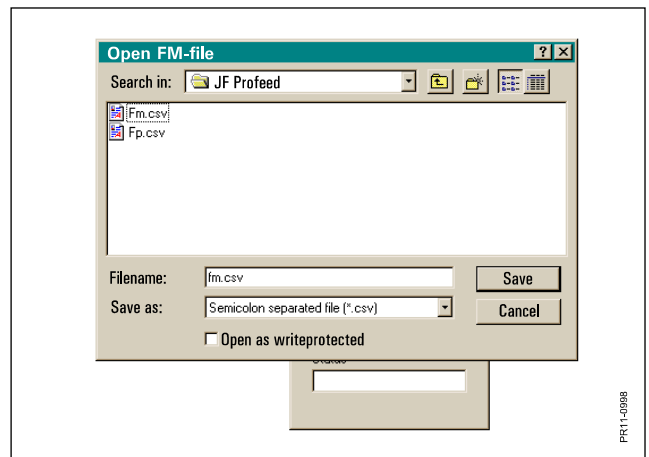 Open FM-file
Search in: JF Profeed
Fm.csv
Fp.csv
Filename: fm.csv Save
Save as: Semicolon separated file (*.csv) Cancel
Open as writeprotected
PR11-0998